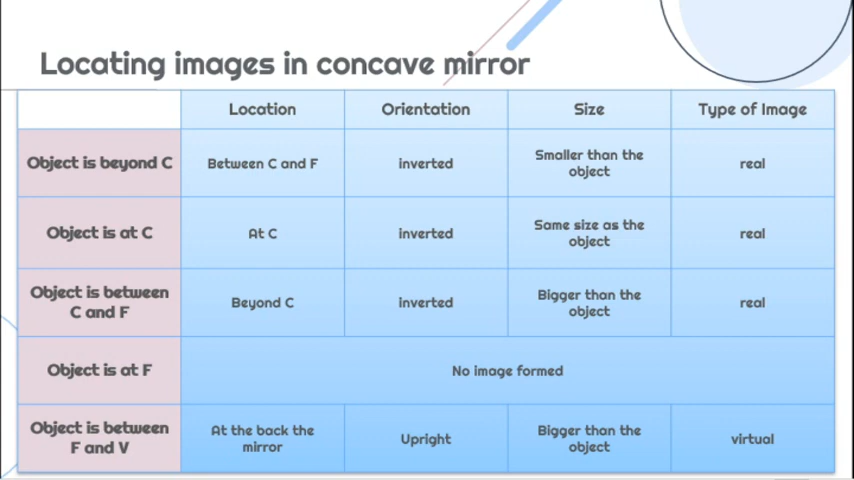 Locating images in concave mirror
Location Orientation Size Type of Image
Object is beyond C Between C and F inverted Smaller than the object real
Object is at C At C inverted Same size as the object real
Object is between C and F Beyond C inverted Bigger than the object real
Object is at F No image formed
Object is between F and V At the back the mirror Upright Bigger than the object virtual